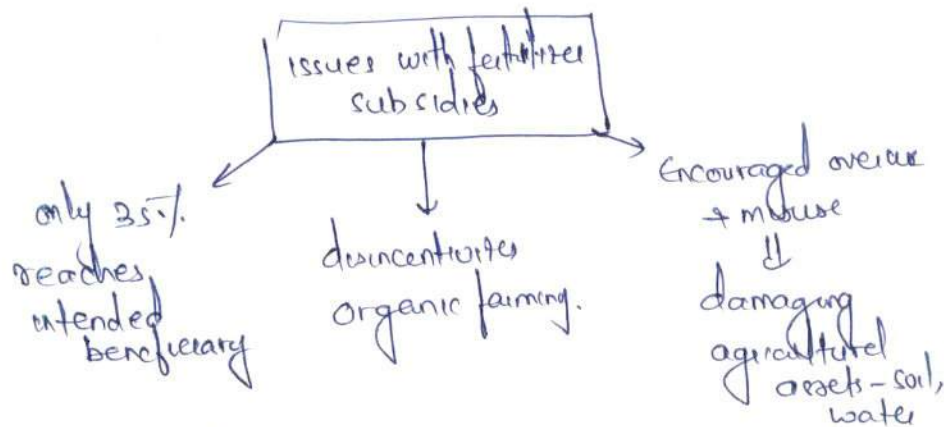 issues with fertilizer
subsidies
only 35%.
reaches
intended
beneficiary
disincentivizes
organic farming.
Encouraged overuse
+ misuse
⇓
damaging
agricultural
assets - soil,
water